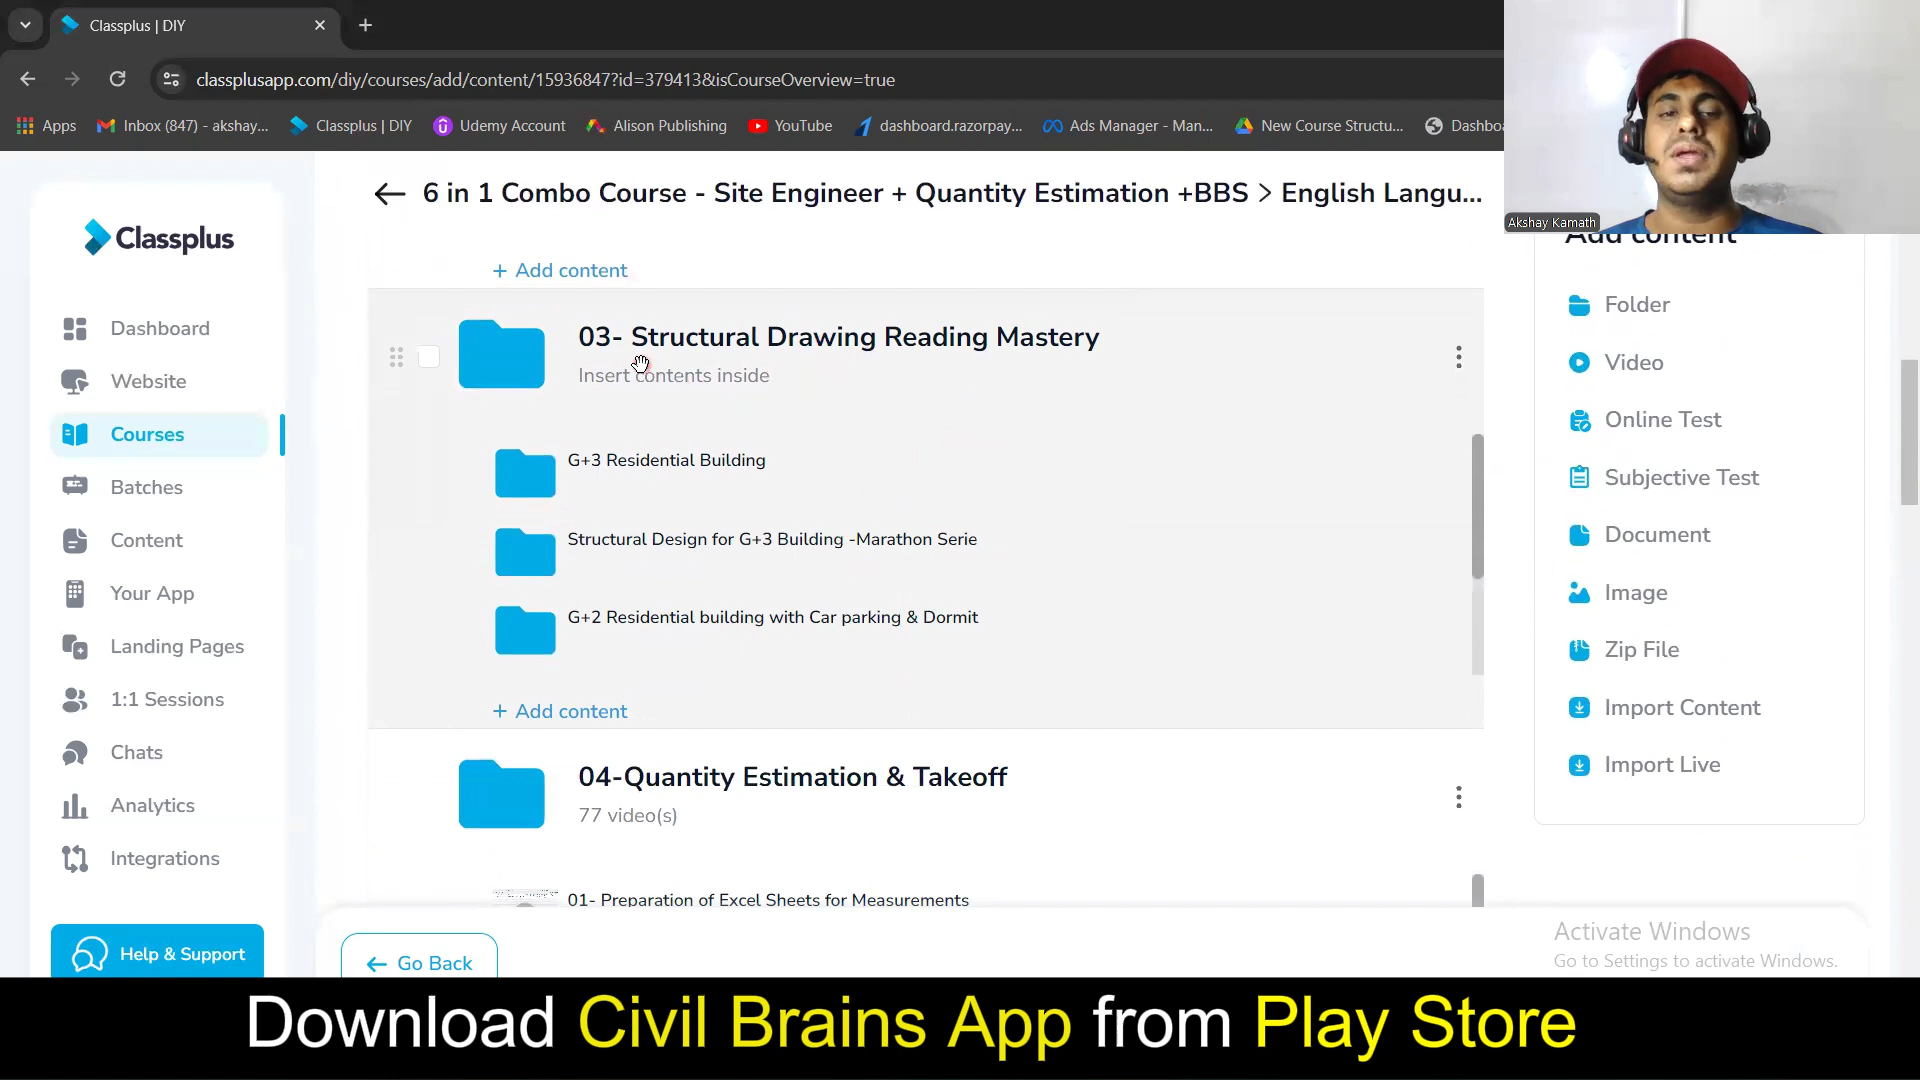 Classplus | DIY
classplusapp.com/diy/courses/add/content/15936847?id=379413&isCourseOverview=true
Apps
Inbox (847) - akshay...
Classplus | DIY
Udemy Account
Alison Publishing
YouTube
dashboard.razorpay...
Ads Manager - Man...
New Course Structu...
Dashbo
Akshay Kamath
Classplus
Dashboard
Website
Courses
Batches
Content
Your App
Landing Pages
1:1 Sessions
Chats
Analytics
Integrations
Help & Support
6 in 1 Combo Course - Site Engineer + Quantity Estimation +BBS > English Langu...
+ Add content
03- Structural Drawing Reading Mastery
Insert contents inside
G+3 Residential Building
Structural Design for G+3 Building -Marathon Serie
G+2 Residential building with Car parking & Dormit
+ Add content
04-Quantity Estimation & Takeoff
77 video(s)
01- Preparation of Excel Sheets for Measurements
Go Back
Add content
Folder
Video
Online Test
Subjective Test
Document
Image
Zip File
Import Content
Import Live
Activate Windows
Go to Settings to activate Windows.
Download Civil Brains App from Play Store